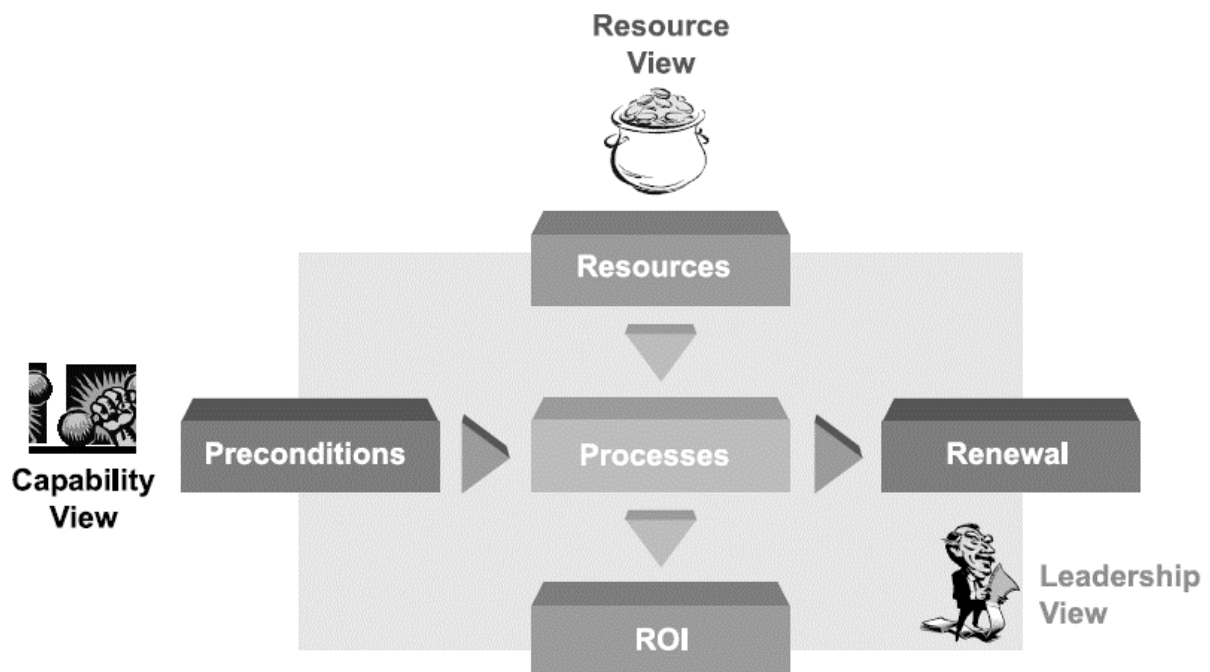 Resource
View
Resources
Preconditions
Processes
Renewal
Capability
View
ROI
Leadership
View